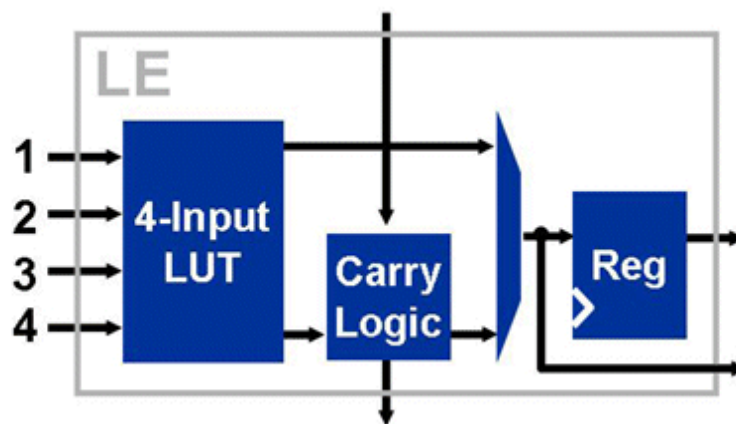 LE
1
2
3
4
4-Input
LUT
Carry
Logic
Reg